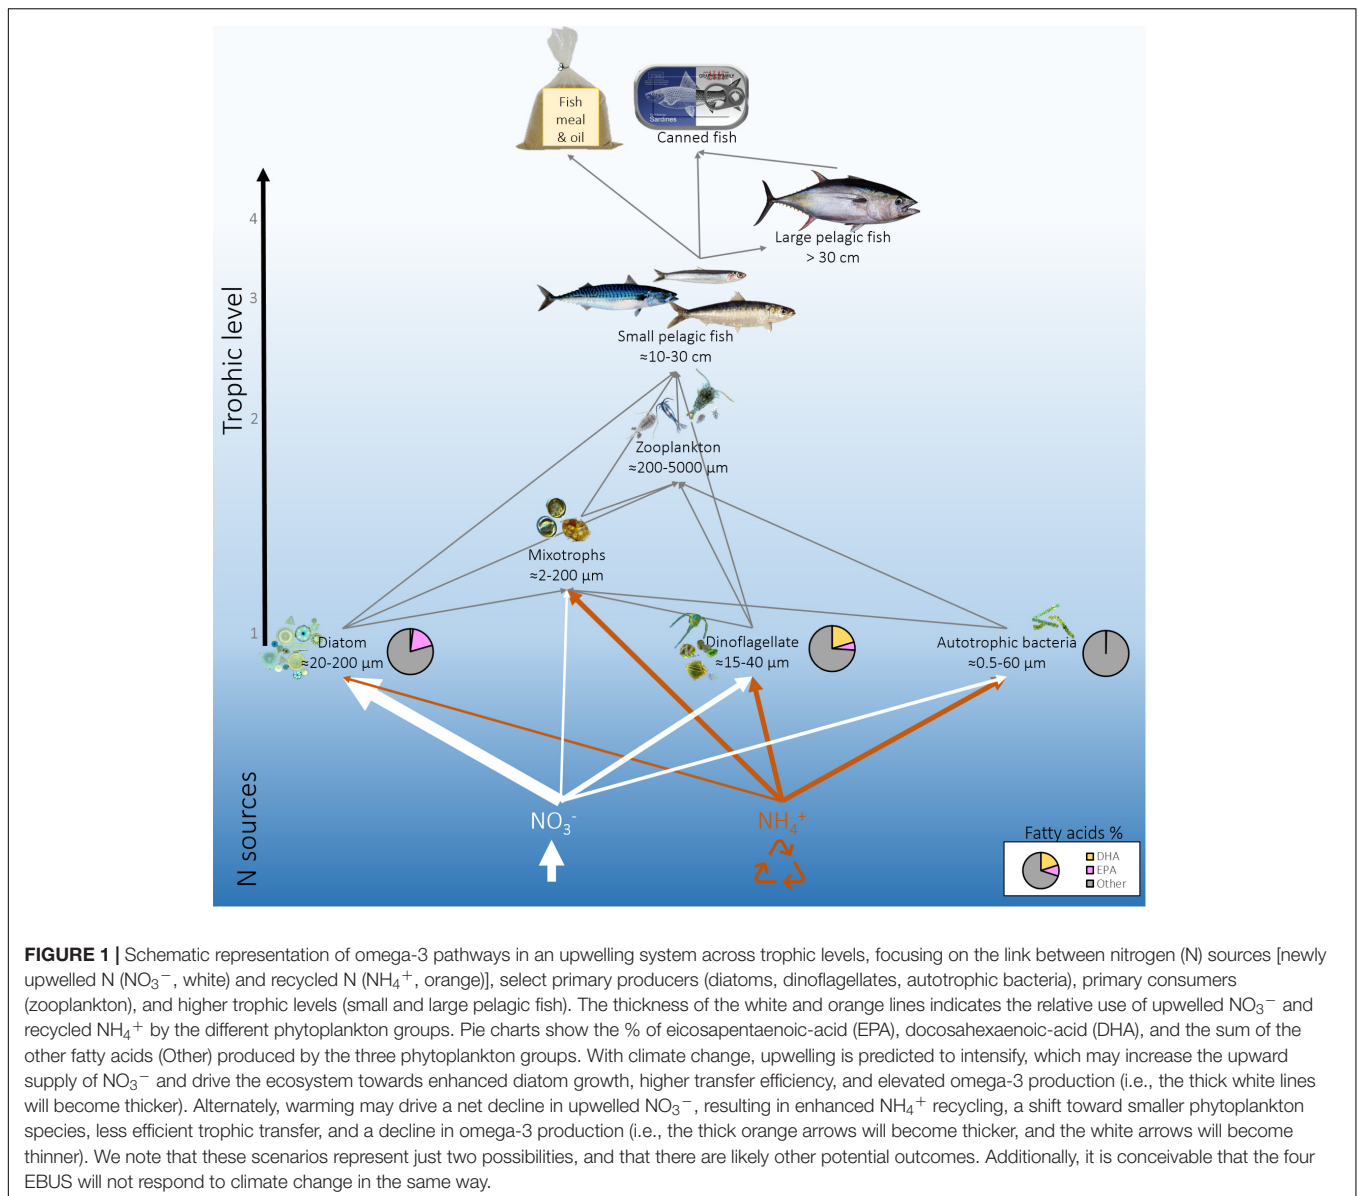 Fish
meal
& oil
Sardines
Canned fish
4
Large pelagic fish
> 30 cm
3
Trophic level
Small pelagic fish
≈10-30 cm
2
Zooplankton
≈200-5000 µm
Mixotrophs
≈2-200 µm
1
Diatom
≈20-200 µm
Dinoflagellate
≈15-40 µm
Autotrophic bacteria
≈0.5-60 µm
N sources
NO₃⁻
NH₄⁺
Fatty acids %
DHA
EPA
Other
FIGURE 1 | Schematic representation of omega-3 pathways in an upwelling system across trophic levels, focusing on the link between nitrogen (N) sources [newly
upwelled N (NO₃⁻, white) and recycled N (NH₄⁺, orange)], select primary producers (diatoms, dinoflagellates, autotrophic bacteria), primary consumers
(zooplankton), and higher trophic levels (small and large pelagic fish). The thickness of the white and orange lines indicates the relative use of upwelled NO₃⁻ and
recycled NH₄⁺ by the different phytoplankton groups. Pie charts show the % of eicosapentaenoic-acid (EPA), docosahexaenoic-acid (DHA), and the sum of the
other fatty acids (Other) produced by the three phytoplankton groups. With climate change, upwelling is predicted to intensify, which may increase the upward
supply of NO₃⁻ and drive the ecosystem towards enhanced diatom growth, higher transfer efficiency, and elevated omega-3 production (i.e., the thick white lines
will become thicker). Alternately, warming may drive a net decline in upwelled NO₃⁻, resulting in enhanced NH₄⁺ recycling, a shift toward smaller phytoplankton
species, less efficient trophic transfer, and a decline in omega-3 production (i.e., the thick orange arrows will become thicker, and the white arrows will become
thinner). We note that these scenarios represent just two possibilities, and that there are likely other potential outcomes. Additionally, it is conceivable that the four
EBUS will not respond to climate change in the same way.